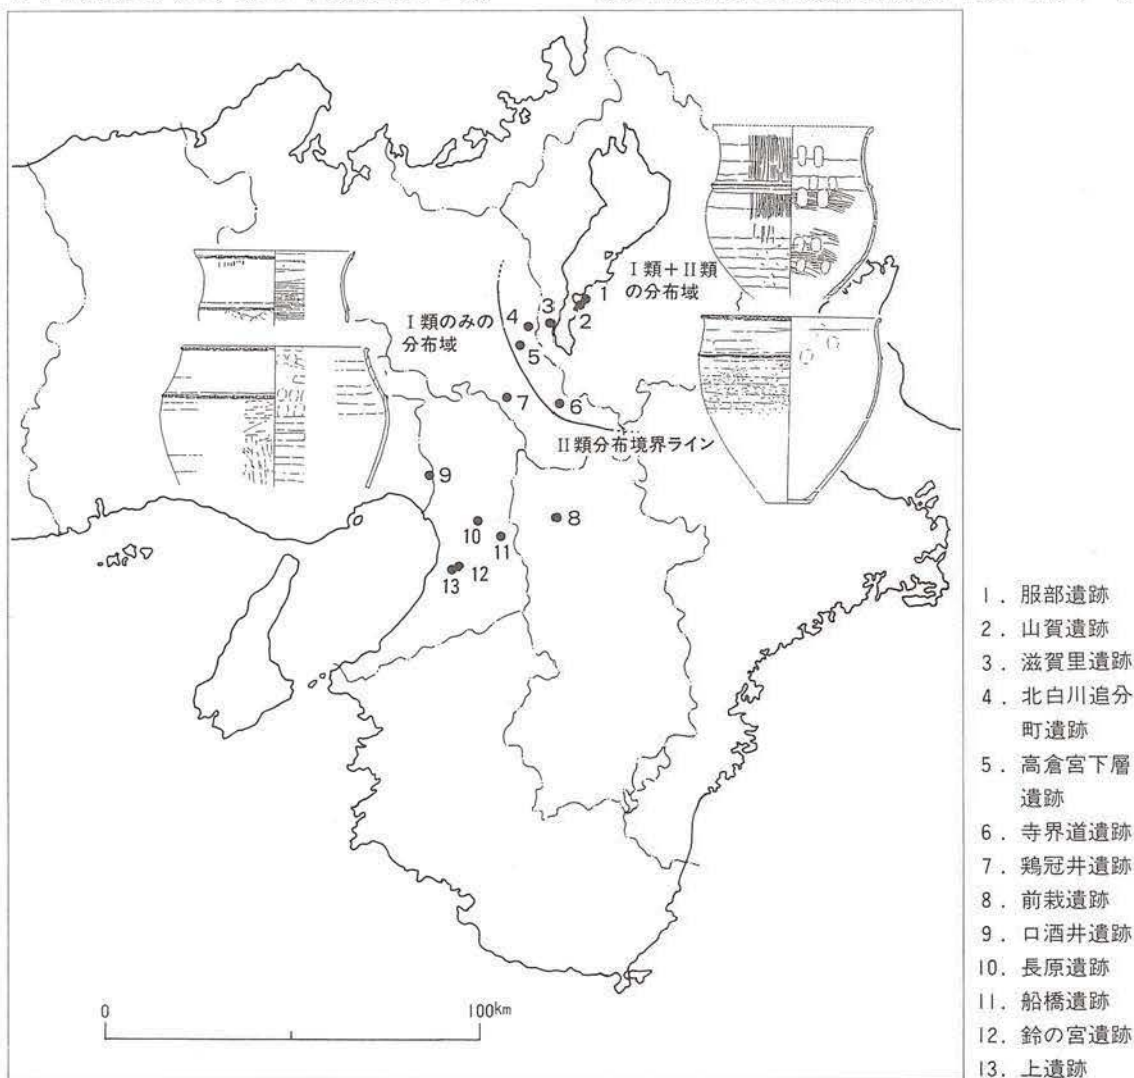 I類+II類
の分布域
1
2
3
4
5
I類のみの
分布域
6
7
II類分布境界ライン
8
9
10
11
12
13
0
100km
1. 服部遺跡
2. 山賀遺跡
3. 滋賀里遺跡
4. 北白川追分
町遺跡
5. 高倉宮下層
遺跡
6. 寺界道遺跡
7. 鶏冠井遺跡
8. 前栽遺跡
9. 口酒井遺跡
10. 長原遺跡
11. 船橋遺跡
12. 鈴の宮遺跡
13. 上遺跡